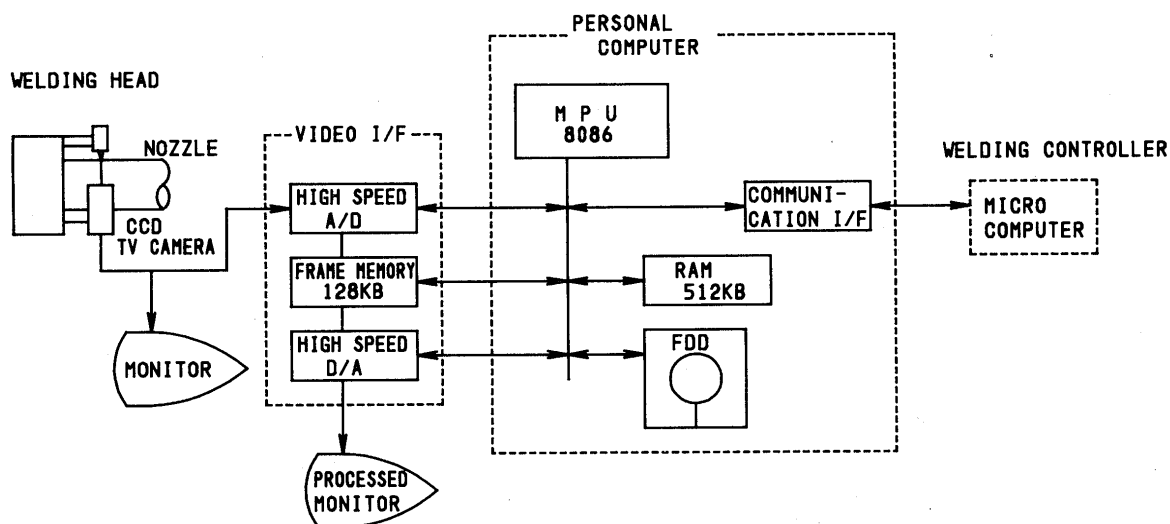 PERSONAL
COMPUTER
WELDING HEAD
NOZZLE
CCD
TV CAMERA
MONITOR
VIDEO I/F
HIGH SPEED
A/D
FRAME MEMORY
128KB
HIGH SPEED
D/A
PROCESSED
MONITOR
M P U
8086
COMMUNI-
CATION I/F
RAM
512KB
FDD
WELDING CONTROLLER
MICRO
COMPUTER